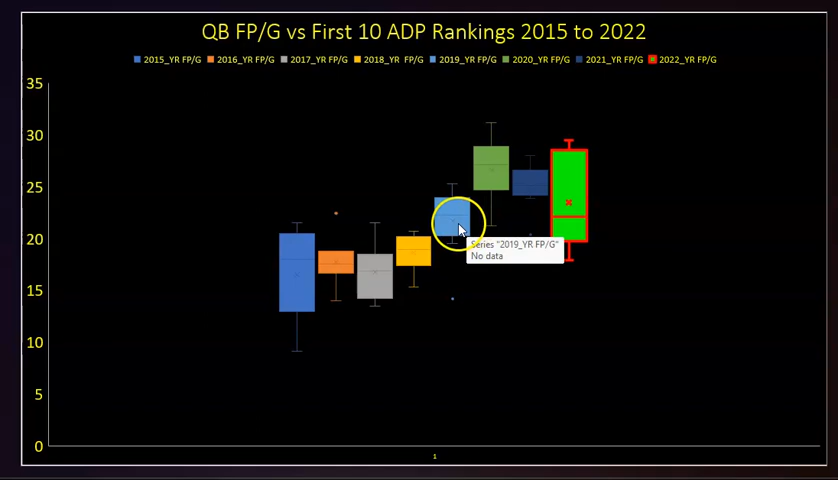 QB FP/G vs First 10 ADP Rankings 2015 to 2022
2015_YR FP/G 2016_YR FP/G 2017_YR FP/G 2018_YR FP/G 2019_YR FP/G 2020_YR FP/G 2021_YR FP/G 2022_YR FP/G
35
30
25
20
Series "2019_YR FP/G"
No data
15
10
5
0
1